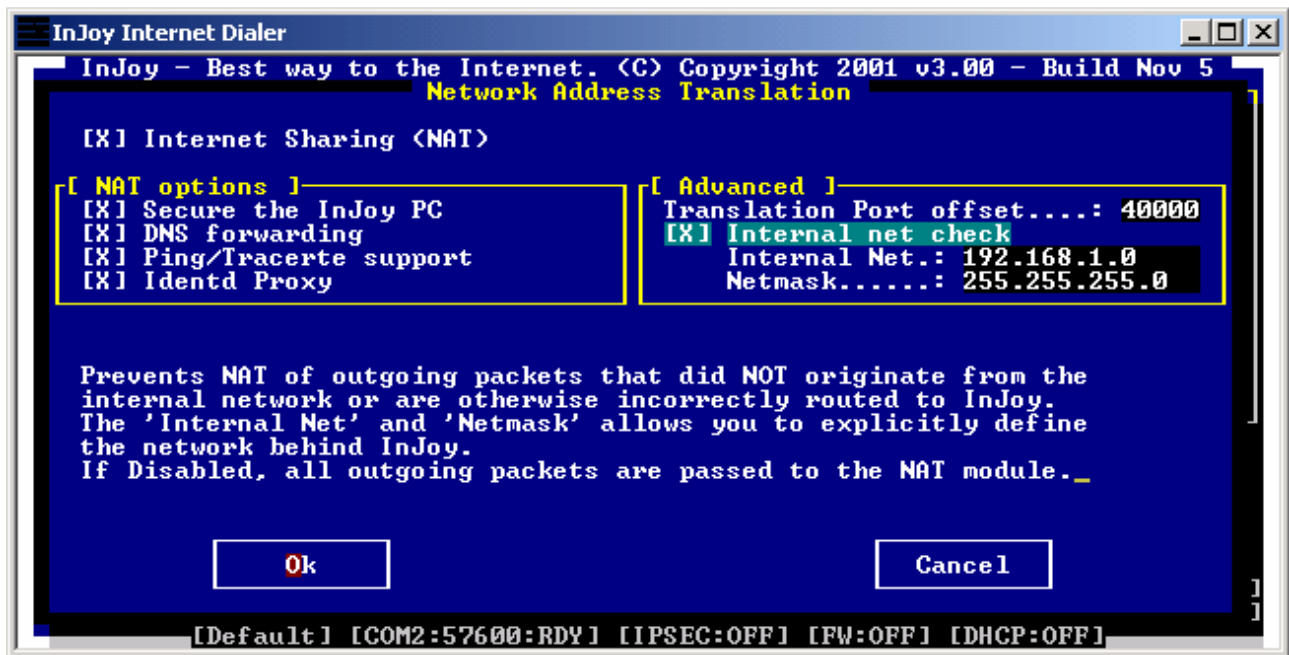 InJoy Internet Dialer
InJoy - Best way to the Internet. (C) Copyright 2001 v3.00 - Build Nov 5
Network Address Translation
[X] Internet Sharing (NAT)
[ NAT options ]
[X] Secure the InJoy PC
[X] DNS forwarding
[X] Ping/Tracerte support
[X] Identd Proxy
[ Advanced ]
Translation Port offset....: 40000
[X] Internal net check
Internal Net.: 192.168.1.0
Netmask......: 255.255.255.0
Prevents NAT of outgoing packets that did NOT originate from the
internal network or are otherwise incorrectly routed to InJoy.
The 'Internal Net' and 'Netmask' allows you to explicitly define
the network behind InJoy.
If Disabled, all outgoing packets are passed to the NAT module._
Ok
Cancel
]
]
[Default] [COM2:57600:RDY] [IPSEC:OFF] [FW:OFF] [DHCP:OFF]